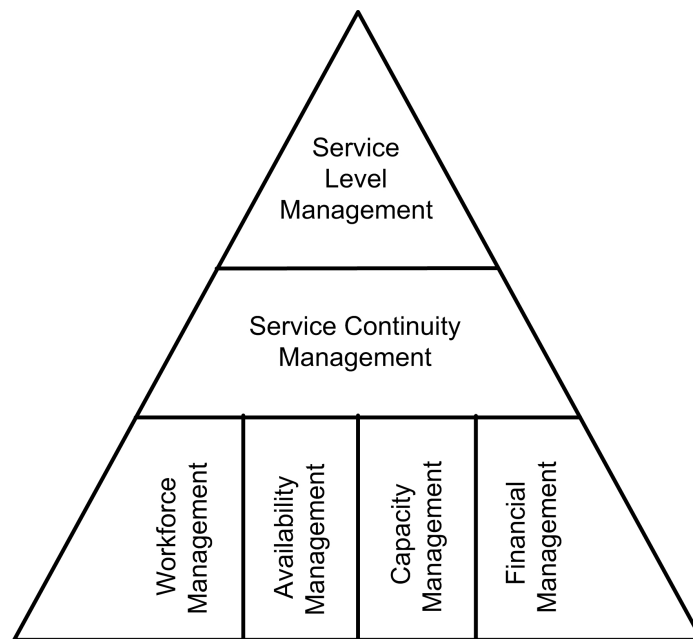 Service
Level
Management
Service Continuity
Management
Workforce
Management
Availability
Management
Capacity
Management
Financial
Management